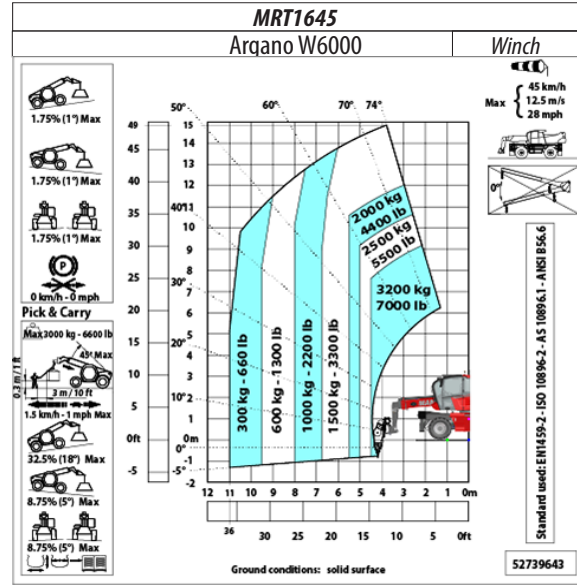 MRT1645
Argano W6000
Winch
1.75% (1°) Max
1.75% (1°) Max
1.75% (1°) Max
P
0 km/h - 0 mph
Pick & Carry
Max 3000 kg - 6600 lb
45° Max
0.3 m / 1 ft
3 m / 10 ft
1.5 km/h - 1 mph Max
32.5% (18°) Max
8.75% (5°) Max
8.75% (5°) Max
Max
45 km/h
12.5 m/s
28 mph
0°
49
45
40
35
30
25
20
15
10
5
0ft
-5
15
14
13
12
11
10
9
8
7
6
5
4
3
2
1
0m
-1
-2
50°
60°
70°
74°
40°
30°
20°
10°
0°
-5°
2000 kg
4400 lb
2500 kg
5500 lb
3200 kg
7000 lb
300 kg - 660 lb
600 kg - 1300 lb
1000 kg - 2200 lb
1500 kg - 3300 lb
12 11 10 9 8 7 6 5 4 3 2 1 0m
36 30 25 20 15 10 5 0ft
Ground conditions: solid surface
Standard used: EN1459-2 - ISO 10896-2 - AS 10896.1 - ANSI B56.6
52739643